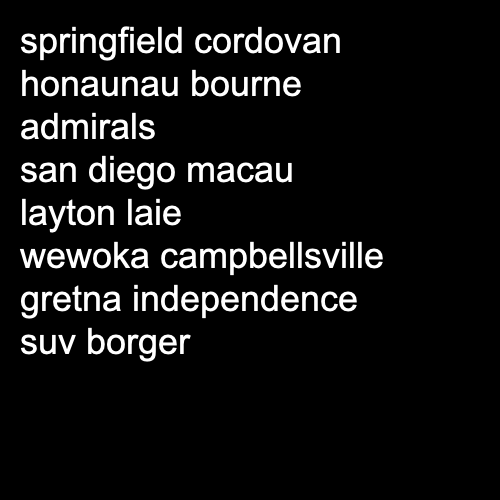 springfield cordovan
honaunau bourne
admirals
san diego macau
layton laie
wewoka campbellsville
gretna independence
suv borger